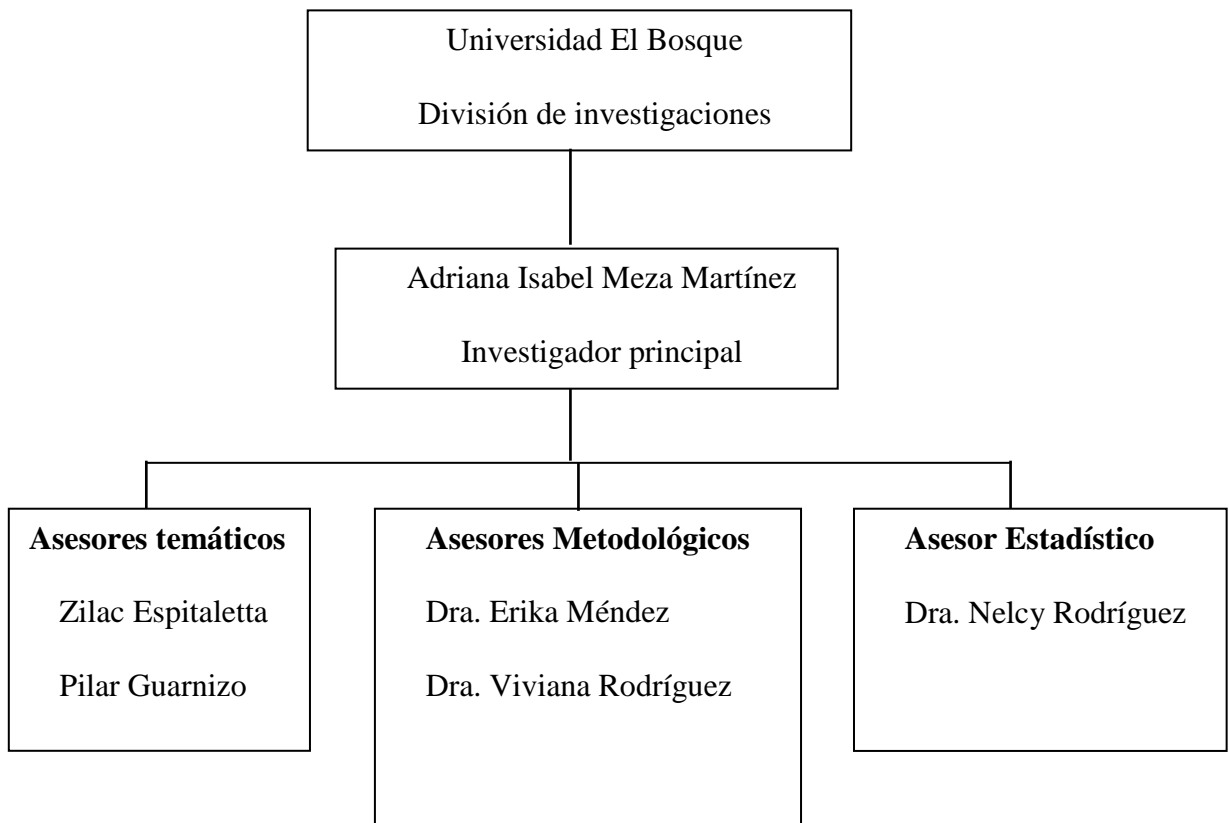 Universidad El Bosque
División de investigaciones
Adriana Isabel Meza Martínez
Investigador principal
Asesores temáticos
Zilac Espitaletta
Pilar Guarnizo
Asesores Metodológicos
Dra. Erika Méndez
Dra. Viviana Rodríguez
Asesor Estadístico
Dra. Nelcy Rodríguez